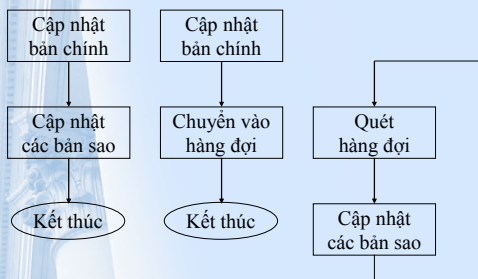 Cập nhật
bản chính
Cập nhật
các bản sao
Kết thúc
Cập nhật
bản chính
Chuyển vào
hàng đợi
Kết thúc
Quét
hàng đợi
Cập nhật
các bản sao